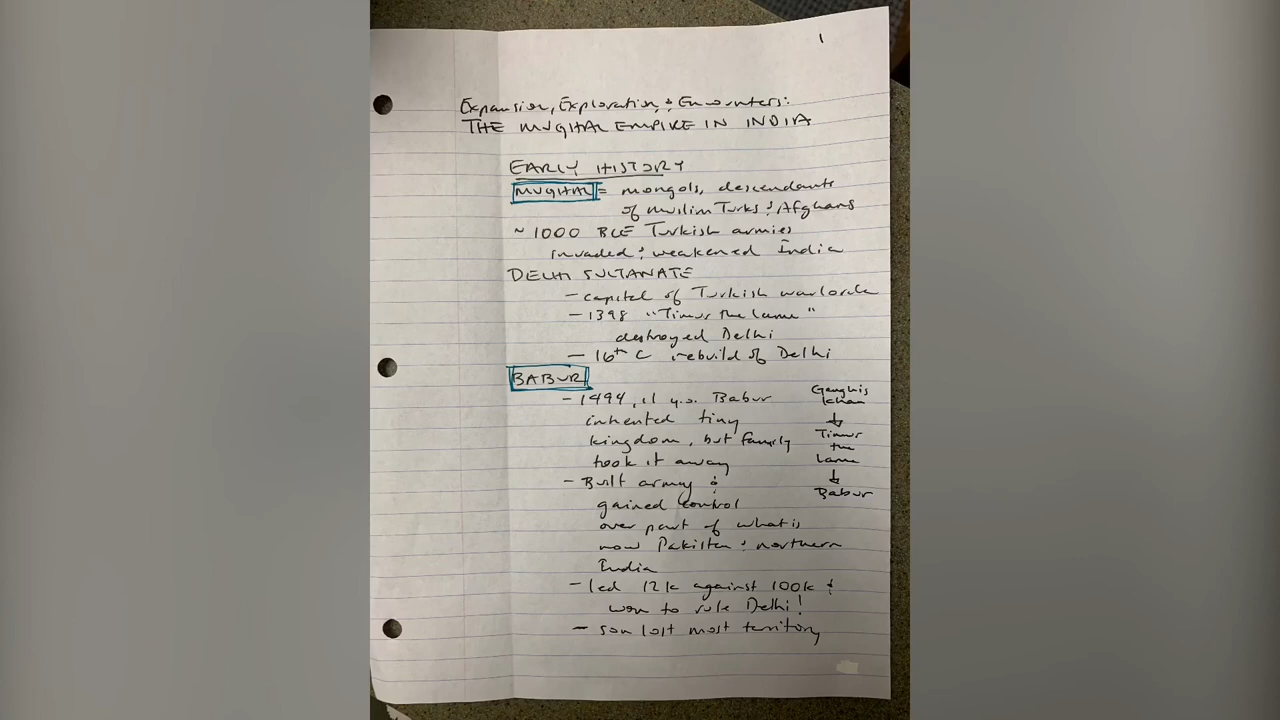 1
Expansion, Exploration, & Encounters:
THE MUGHAL EMPIRE IN INDIA
EARLY HISTORY
MUGHAL = mongols, descendants
of muslim Turks & Afghans
~ 1000 BCE Turkish armies
invaded & weakened India
DELHI SULTANATE
- capital of Turkish warlords
- 1398 "Timur the Lame"
destroyed Delhi
- 16th C rebuild of Delhi
BABUR
- 1494, 11 y.o. Babur
inherited tiny
kingdom, but family
took it away
- Built army &
gained control
over part of what is
now Pakistan & northern
India
- led 12k against 100k &
won to rule Delhi!
- son lost most territory
Genghis
Khan
↓
Timur
the
Lame
↓
Babur